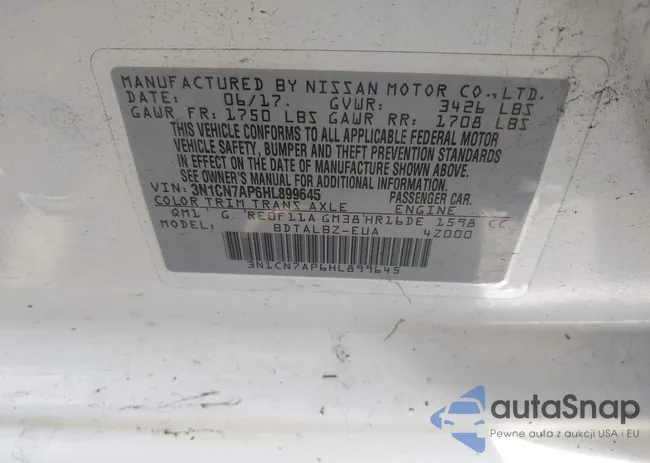 MANUFACTURED BY NISSAN MOTOR CO., LTD.
DATE: 06/17. GVWR: 3426 LBS
GAWR FR: 1750 LBS GAWR RR: 1708 LBS
THIS VEHICLE CONFORMS TO ALL APPLICABLE FEDERAL MOTOR
VEHICLE SAFETY, BUMPER AND THEFT PREVENTION STANDARDS
IN EFFECT ON THE DATE OF MANUFACTURE SHOWN ABOVE.
SEE OWNER'S MANUAL FOR ADDITIONAL INFORMATION.
VIN: 3N1CN7AP6HL899645 PASSENGER CAR.
COLOR TRIM TRANS AXLE ENGINE
QM1 G RE0F11A GM38 HR16DE 1598 CC
MODEL: BDTALBZ-EUA 4Z000
3N1CN7AP6HL899645
autoSnap
Pewne auta z aukcji USA i EU